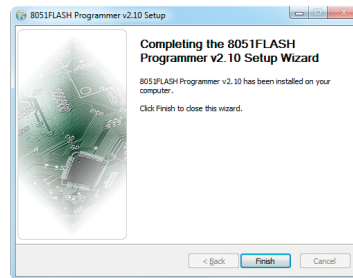 8051FLASH Programmer v2.10 Setup
Completing the 8051FLASH
Programmer v2.10 Setup Wizard
8051FLASH Programmer v2.10 has been installed on your
computer.
Click Finish to close this wizard.
< Back
Finish
Cancel